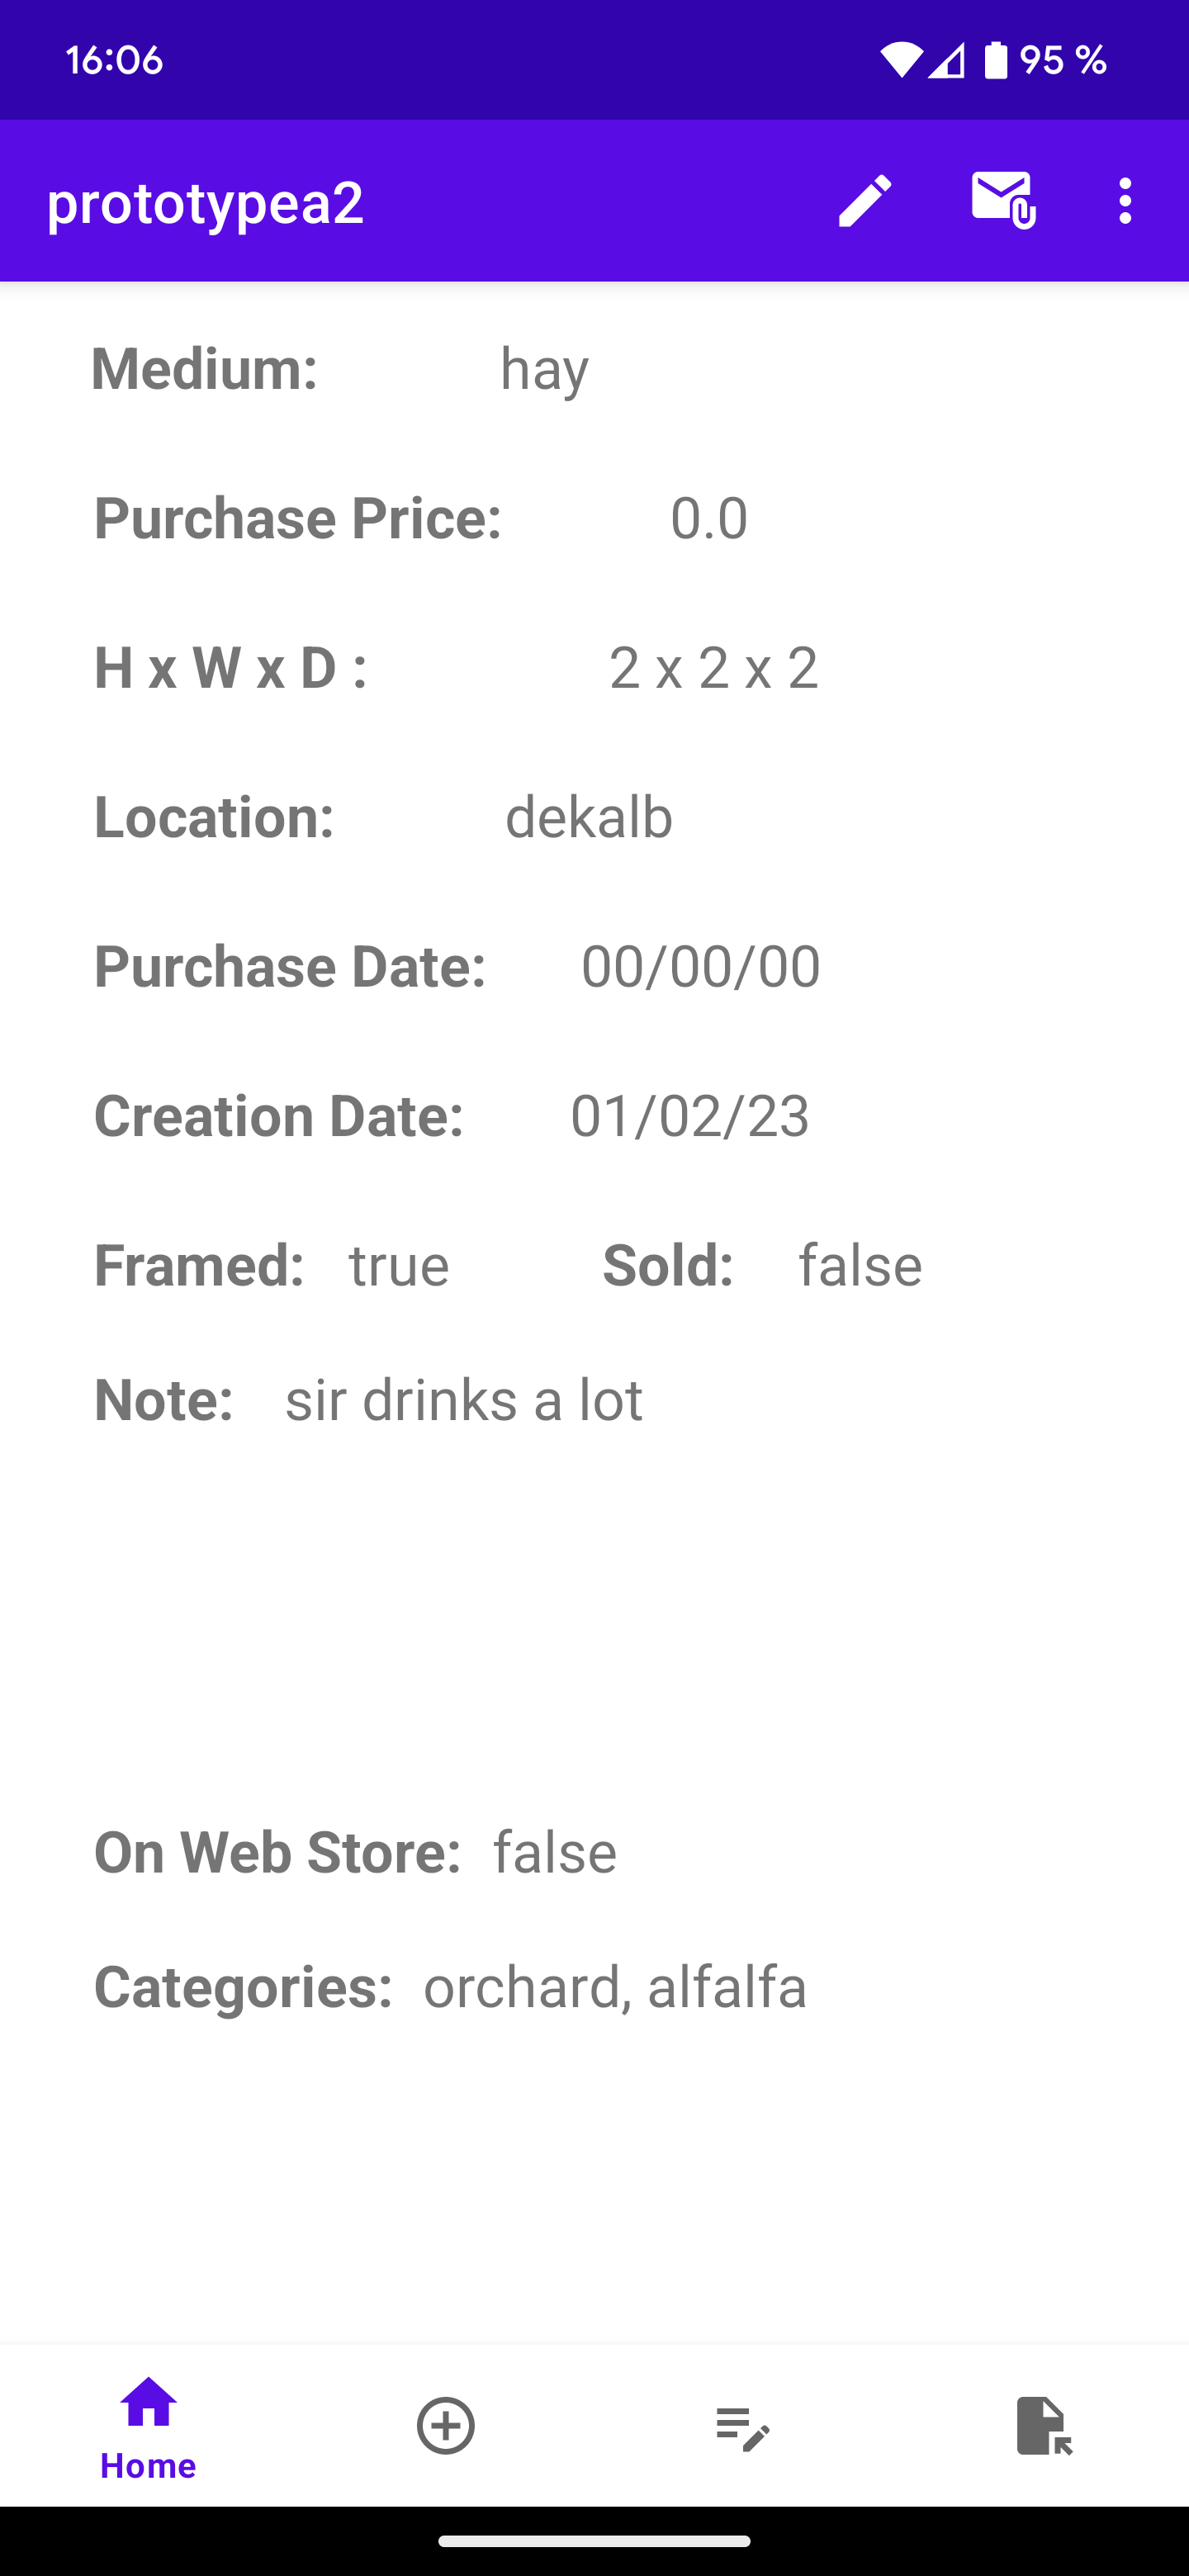 16:06 95 %
prototypea2
Medium: hay
Purchase Price: 0.0
H x W x D : 2 x 2 x 2
Location: dekalb
Purchase Date: 00/00/00
Creation Date: 01/02/23
Framed: true Sold: false
Note: sir drinks a lot
On Web Store: false
Categories: orchard, alfalfa
Home